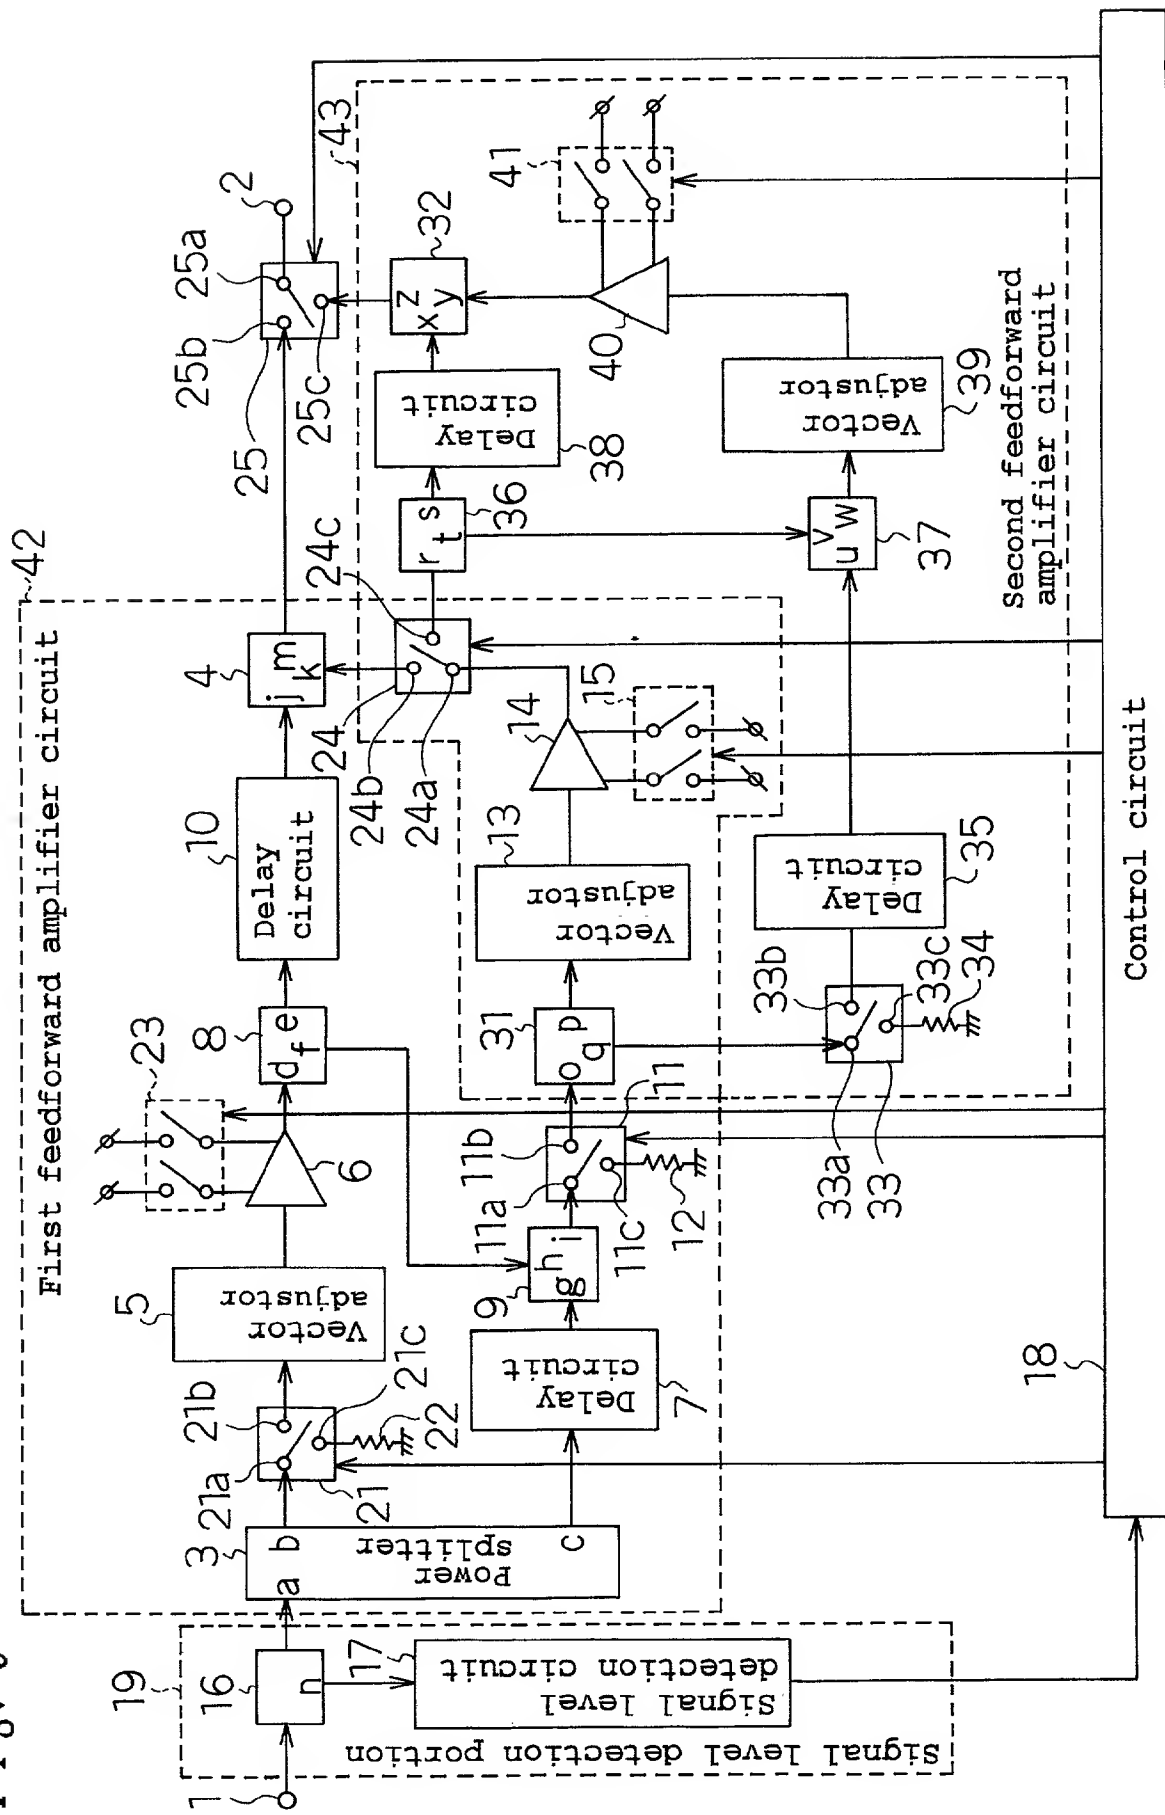 First feedforward amplifier circuit
42
19
16
n
1
17
Signal level
detection circuit
Signal level detection portion
3
a
b
c
Power
splitter
21a
21b
21c
21
22
5
Vector
adjustor
23
6
8
d
e
f
10
Delay
circuit
4
j
m
k
25
25b
25a
25c
2
43
7
Delay
circuit
9
g
h
i
11a
11b
11c
11
12
31
o
p
q
13
Vector
adjustor
14
15
24
24b
24a
24c
36
r
s
t
38
Delay
circuit
32
x
z
y
41
40
33a
33b
33c
33
34
35
Delay
circuit
37
u
v
w
39
Vector
adjustor
Second feedforward
amplifier circuit
18
Control circuit